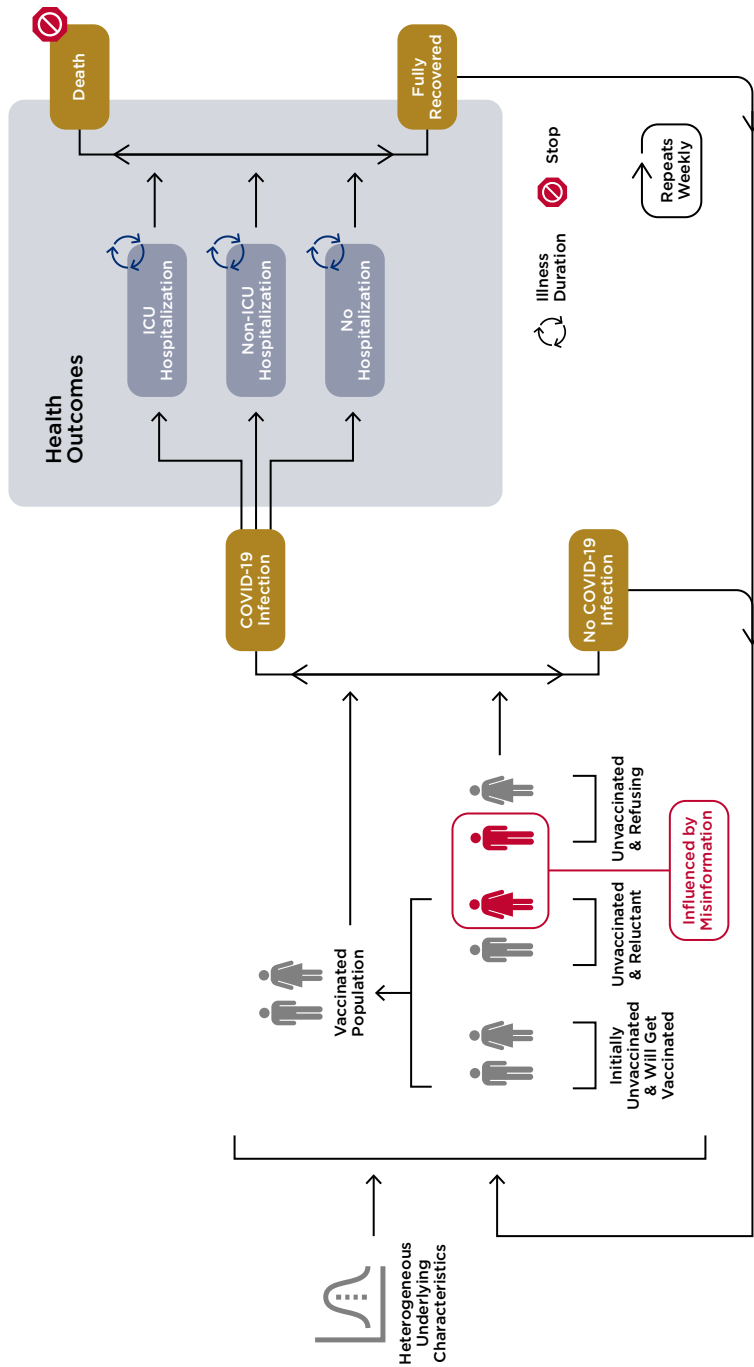 Heterogeneous
Underlying
Characteristics
Vaccinated
Population
Initially
Unvaccinated
& Will Get
Vaccinated
Unvaccinated
& Reluctant
Unvaccinated
& Refusing
Influenced by
Misinformation
COVID-19
Infection
No COVID-19
Infection
Health
Outcomes
ICU
Hospitalization
Non-ICU
Hospitalization
No
Hospitalization
Death
Fully
Recovered
Illness
Duration
Stop
Repeats
Weekly